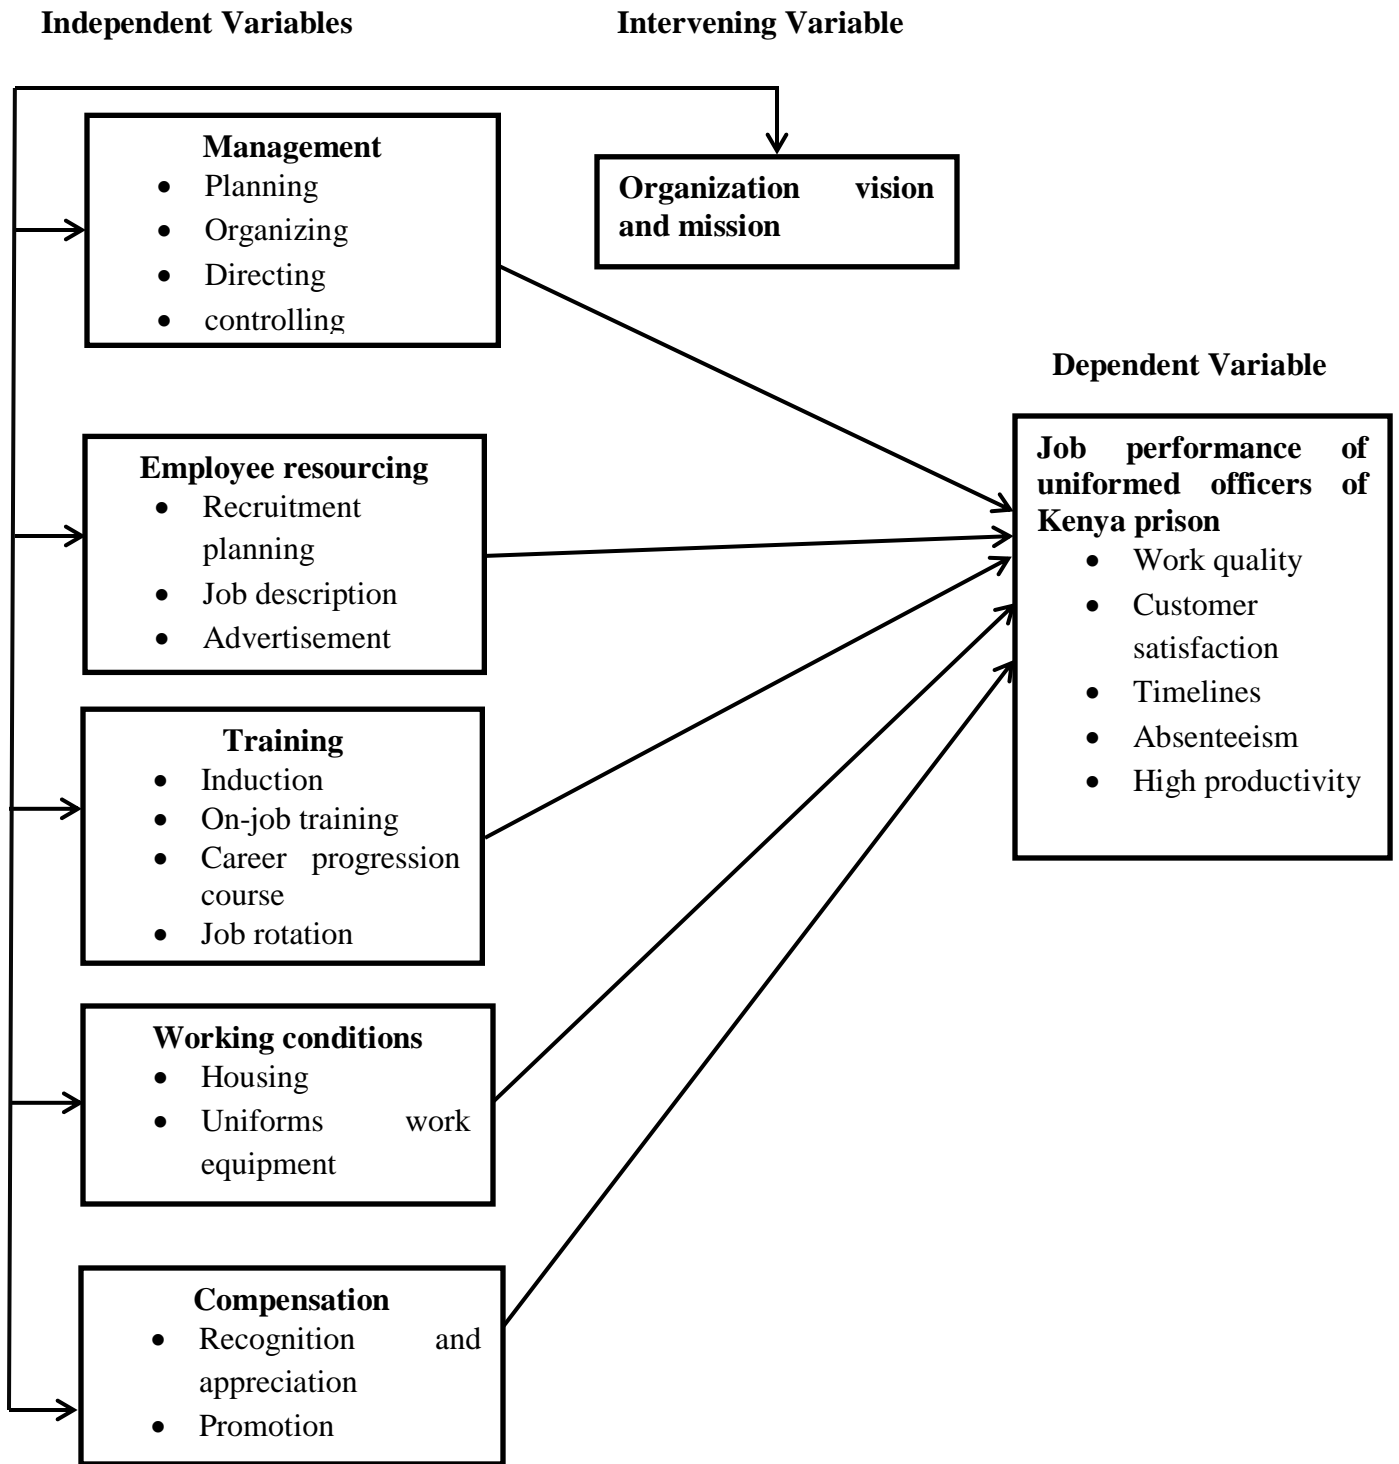 Independent Variables
Intervening Variable
Management
• Planning
• Organizing
• Directing
• controlling
Organization vision
and mission
Employee resourcing
• Recruitment
planning
• Job description
• Advertisement
Training
• Induction
• On-job training
• Career progression
course
• Job rotation
Working conditions
• Housing
• Uniforms work
equipment
Compensation
• Recognition and
appreciation
• Promotion
Dependent Variable
Job performance of
uniformed officers of
Kenya prison
• Work quality
• Customer
satisfaction
• Timelines
• Absenteeism
• High productivity